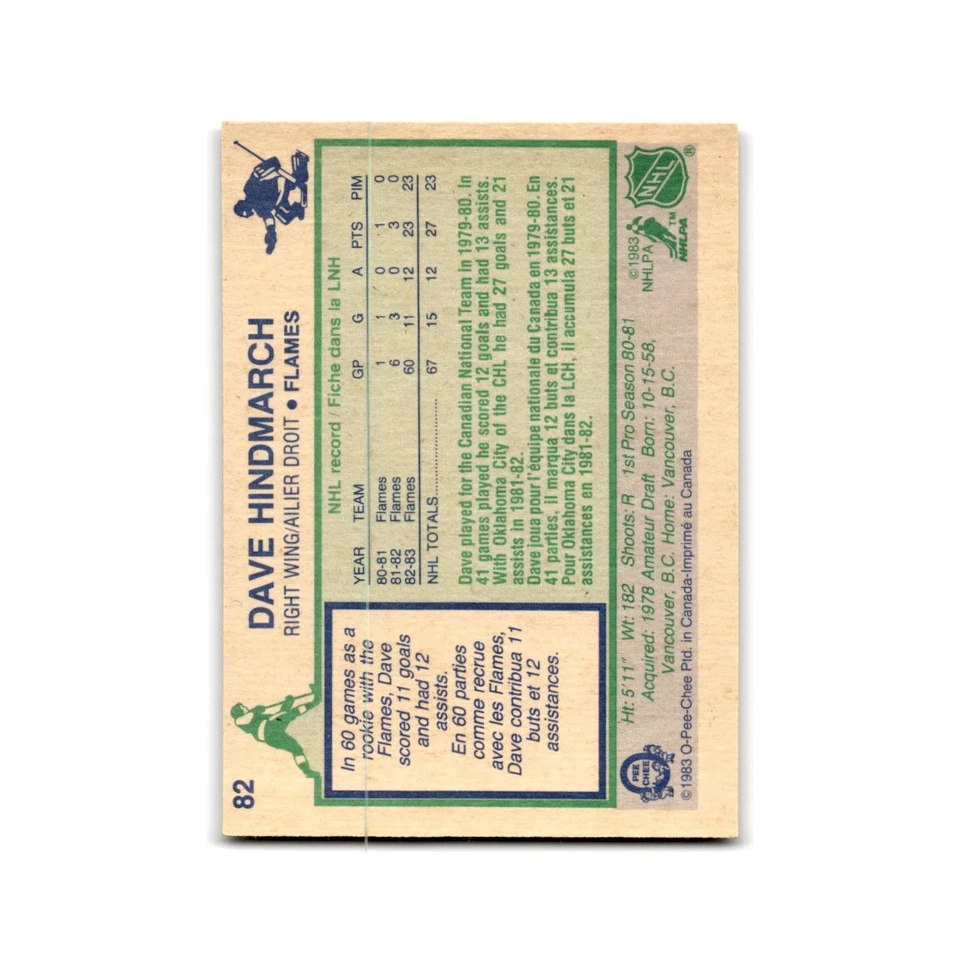 82
DAVE HINDMARCH
RIGHT WING/AILIER DROIT • FLAMES
In 60 games as a
rookie with the
Flames, Dave
scored 11 goals
and had 12
assists.
En 60 parties
comme recrue
avec les Flames,
Dave contribua 11
buts et 12
assistances.
NHL record / Fiche dans la LNH
YEAR TEAM GP G A PTS PIM
80-81 Flames 1 1 0 1 0
81-82 Flames 6 3 0 3 0
82-83 Flames 60 11 12 23 23
NHL TOTALS 67 15 12 27 23
Dave played for the Canadian National Team in 1979-80. In
41 games played he scored 12 goals and had 13 assists.
With Oklahoma City of the CHL he had 27 goals and 21
assists in 1981-82.
Dave joua pour l'équipe nationale du Canada en 1979-80. En
41 parties, il marqua 12 buts et contribua 13 assistances.
Pour Oklahoma City dans la LCH, il accumula 27 buts et 21
assistances en 1981-82.
Ht: 5'11" Wt: 182 Shoots: R 1st Pro Season 80-81
Acquired: 1978 Amateur Draft Born: 10-15-58,
Vancouver, B.C. Home: Vancouver, B.C.
©1983 O-Pee-Chee Ptd. in Canada-Imprimé au Canada
O
PEE
CHEE
©1983
NHLPA
NHLPA
TM
NHL
®